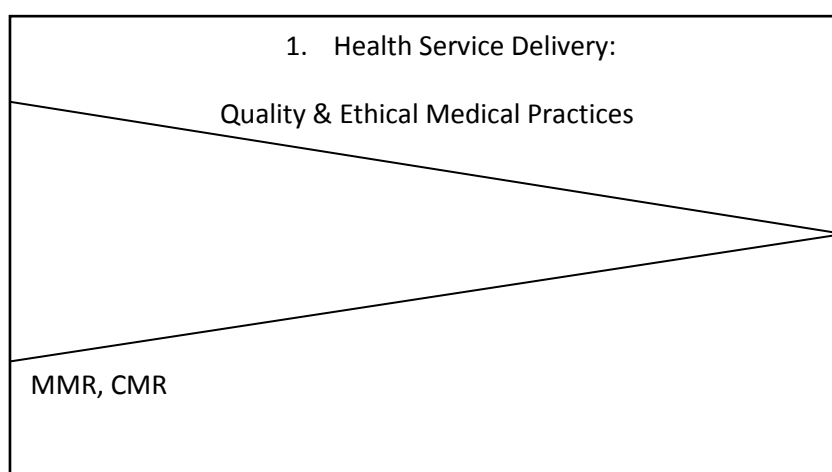 1. Health Service Delivery:
Quality & Ethical Medical Practices
MMR, CMR